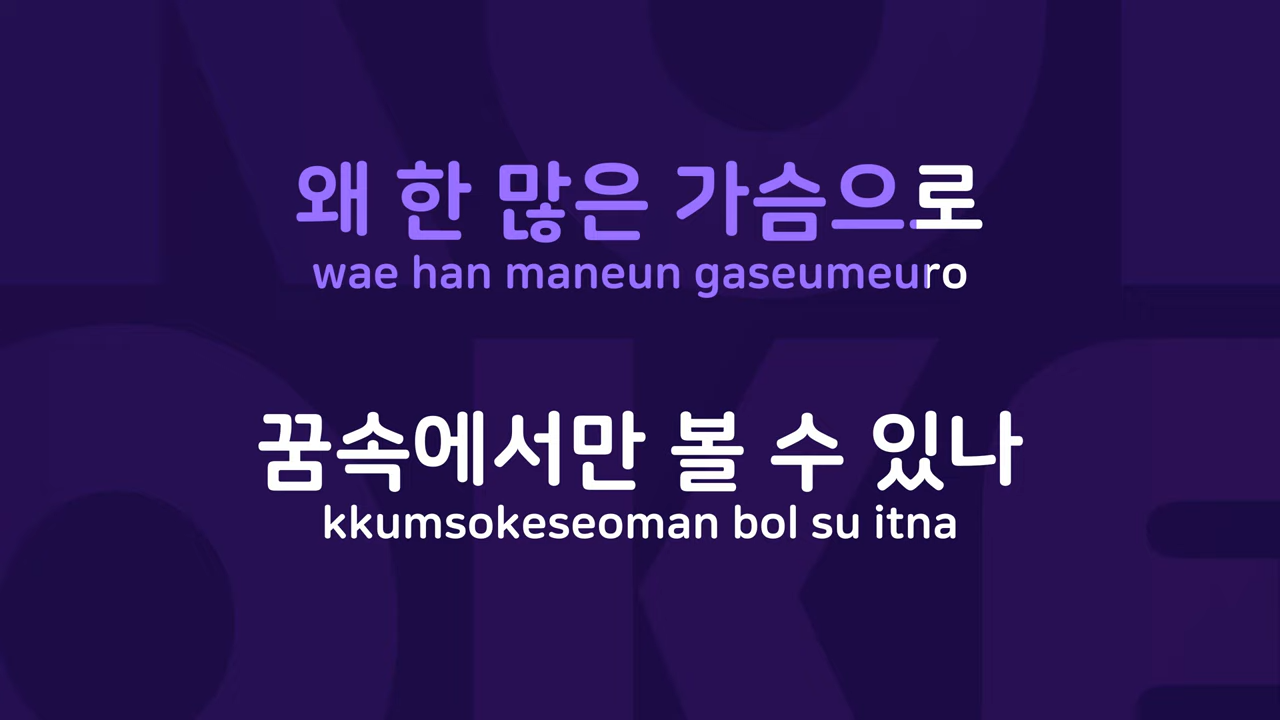 왜 한 많은 가슴으로
wae han maneun gaseumeuro
꿈속에서만 볼 수 있나
kkumsokeseoman bol su itna